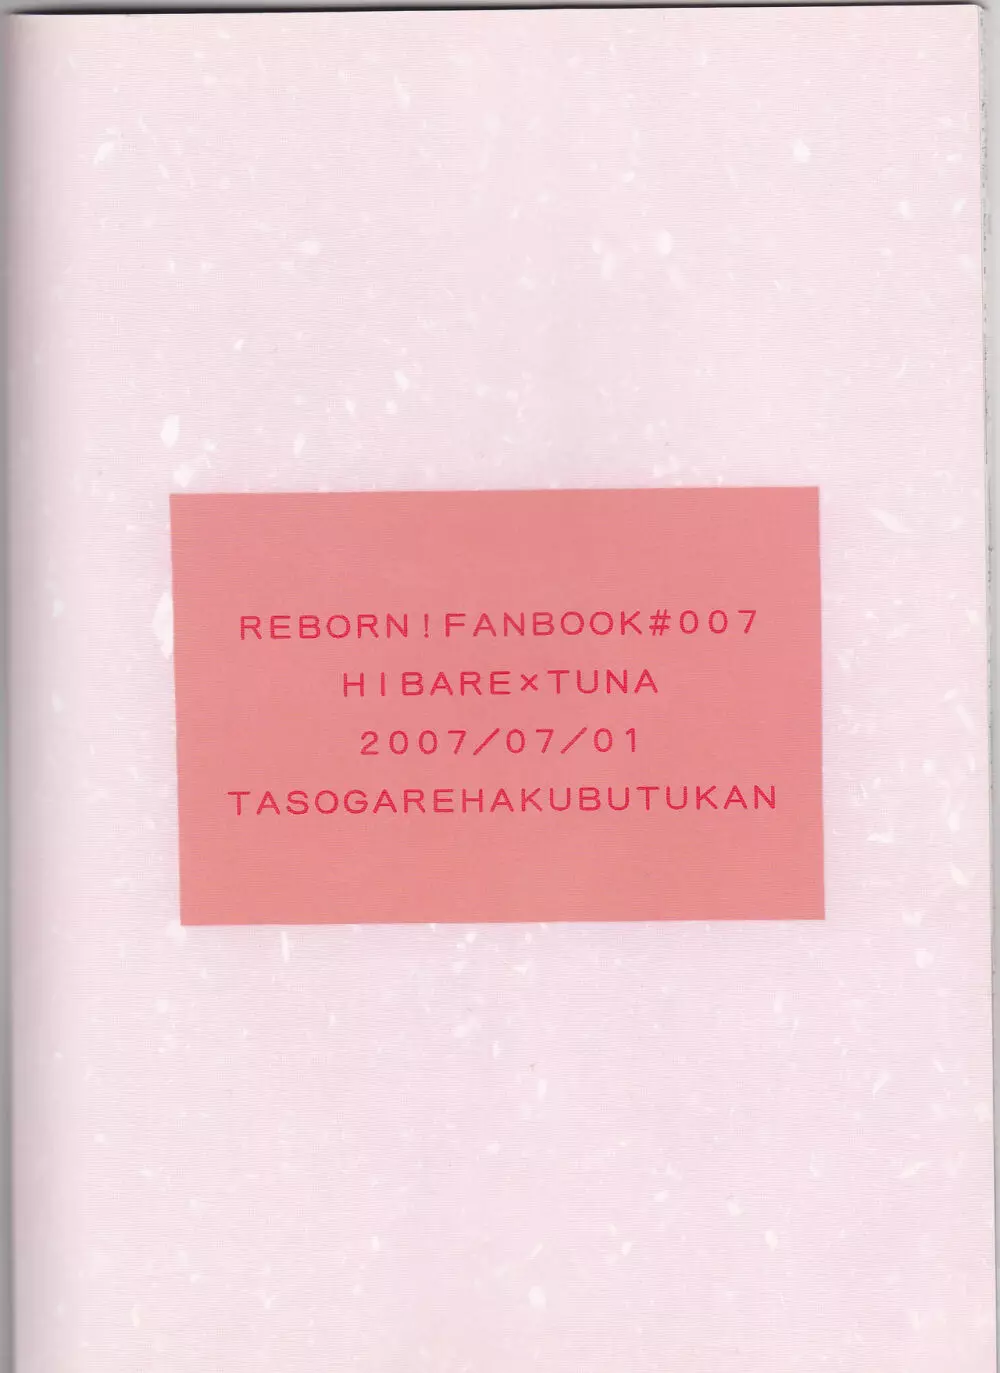 REBORN!FANBOOK#007
HIBARE×TUNA
2007/07/01
TASOGAREHAKUBUTUKAN